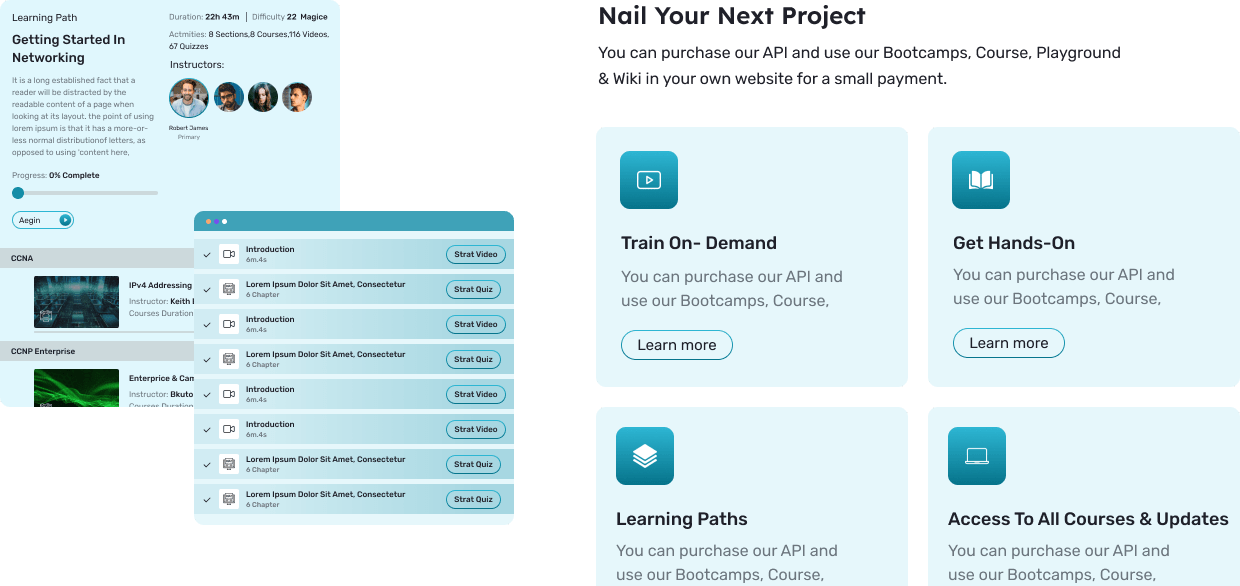 Learning Path
Getting Started In
Networking
It is a long established fact that a
reader will be distracted by the
readable content of a page when
looking at its layout. the point of using
lorem ipsum is that it has a more-or-
less normal distributionof letters, as
opposed to using 'content here,
Progress: 0% Complete
Aegin
Duration: 22h 43m | Difficulty 22 Magice
Actmities: 8 Sections,8 Courses,116 Videos,
67 Quizzes
Instructors:
Robert James
Primary
CCNA
IPv4 Addressing
Instructor: Keith
Courses Duration
CCNP Enterprise
Enterprice & Cam
Instructor: Bkuto
Courses Duration
Introduction
6m.4s
Strat Video
Lorem Ipsum Dolor Sit Amet, Consectetur
6 Chapter
Strat Quiz
Introduction
6m.4s
Strat Video
Lorem Ipsum Dolor Sit Amet, Consectetur
6 Chapter
Strat Quiz
Introduction
6m.4s
Strat Video
Introduction
6m.4s
Strat Video
Lorem Ipsum Dolor Sit Amet, Consectetur
6 Chapter
Strat Quiz
Lorem Ipsum Dolor Sit Amet, Consectetur
6 Chapter
Strat Quiz
Nail Your Next Project
You can purchase our API and use our Bootcamps, Course, Playground
& Wiki in your own website for a small payment.
Train On- Demand
You can purchase our API and
use our Bootcamps, Course,
Learn more
Get Hands-On
You can purchase our API and
use our Bootcamps, Course,
Learn more
Learning Paths
You can purchase our API and
use our Bootcamps, Course,
Access To All Courses & Updates
You can purchase our API and
use our Bootcamps, Course,